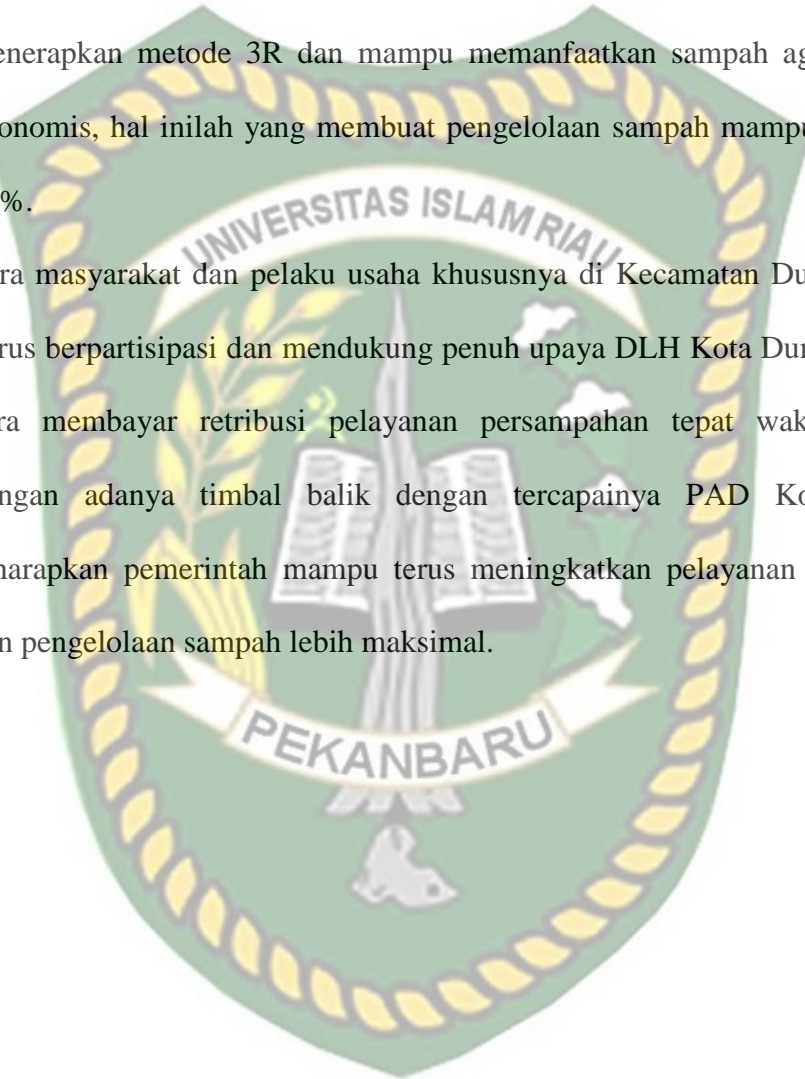 enerapkan metode 3R dan mampu memanfaatkan sampah ag
onomis, hal inilah yang membuat pengelolaan sampah mampu
%.
UNIVERSITAS ISLAM RIAU
ra masyarakat dan pelaku usaha khususnya di Kecamatan Du
rus berpartisipasi dan mendukung penuh upaya DLH Kota Dum
ra membayar retribusi pelayanan persampahan tepat wak
ngan adanya timbal balik dengan tercapainya PAD Ko
harapkan pemerintah mampu terus meningkatkan pelayanan
n pengelolaan sampah lebih maksimal.
PEKANBARU